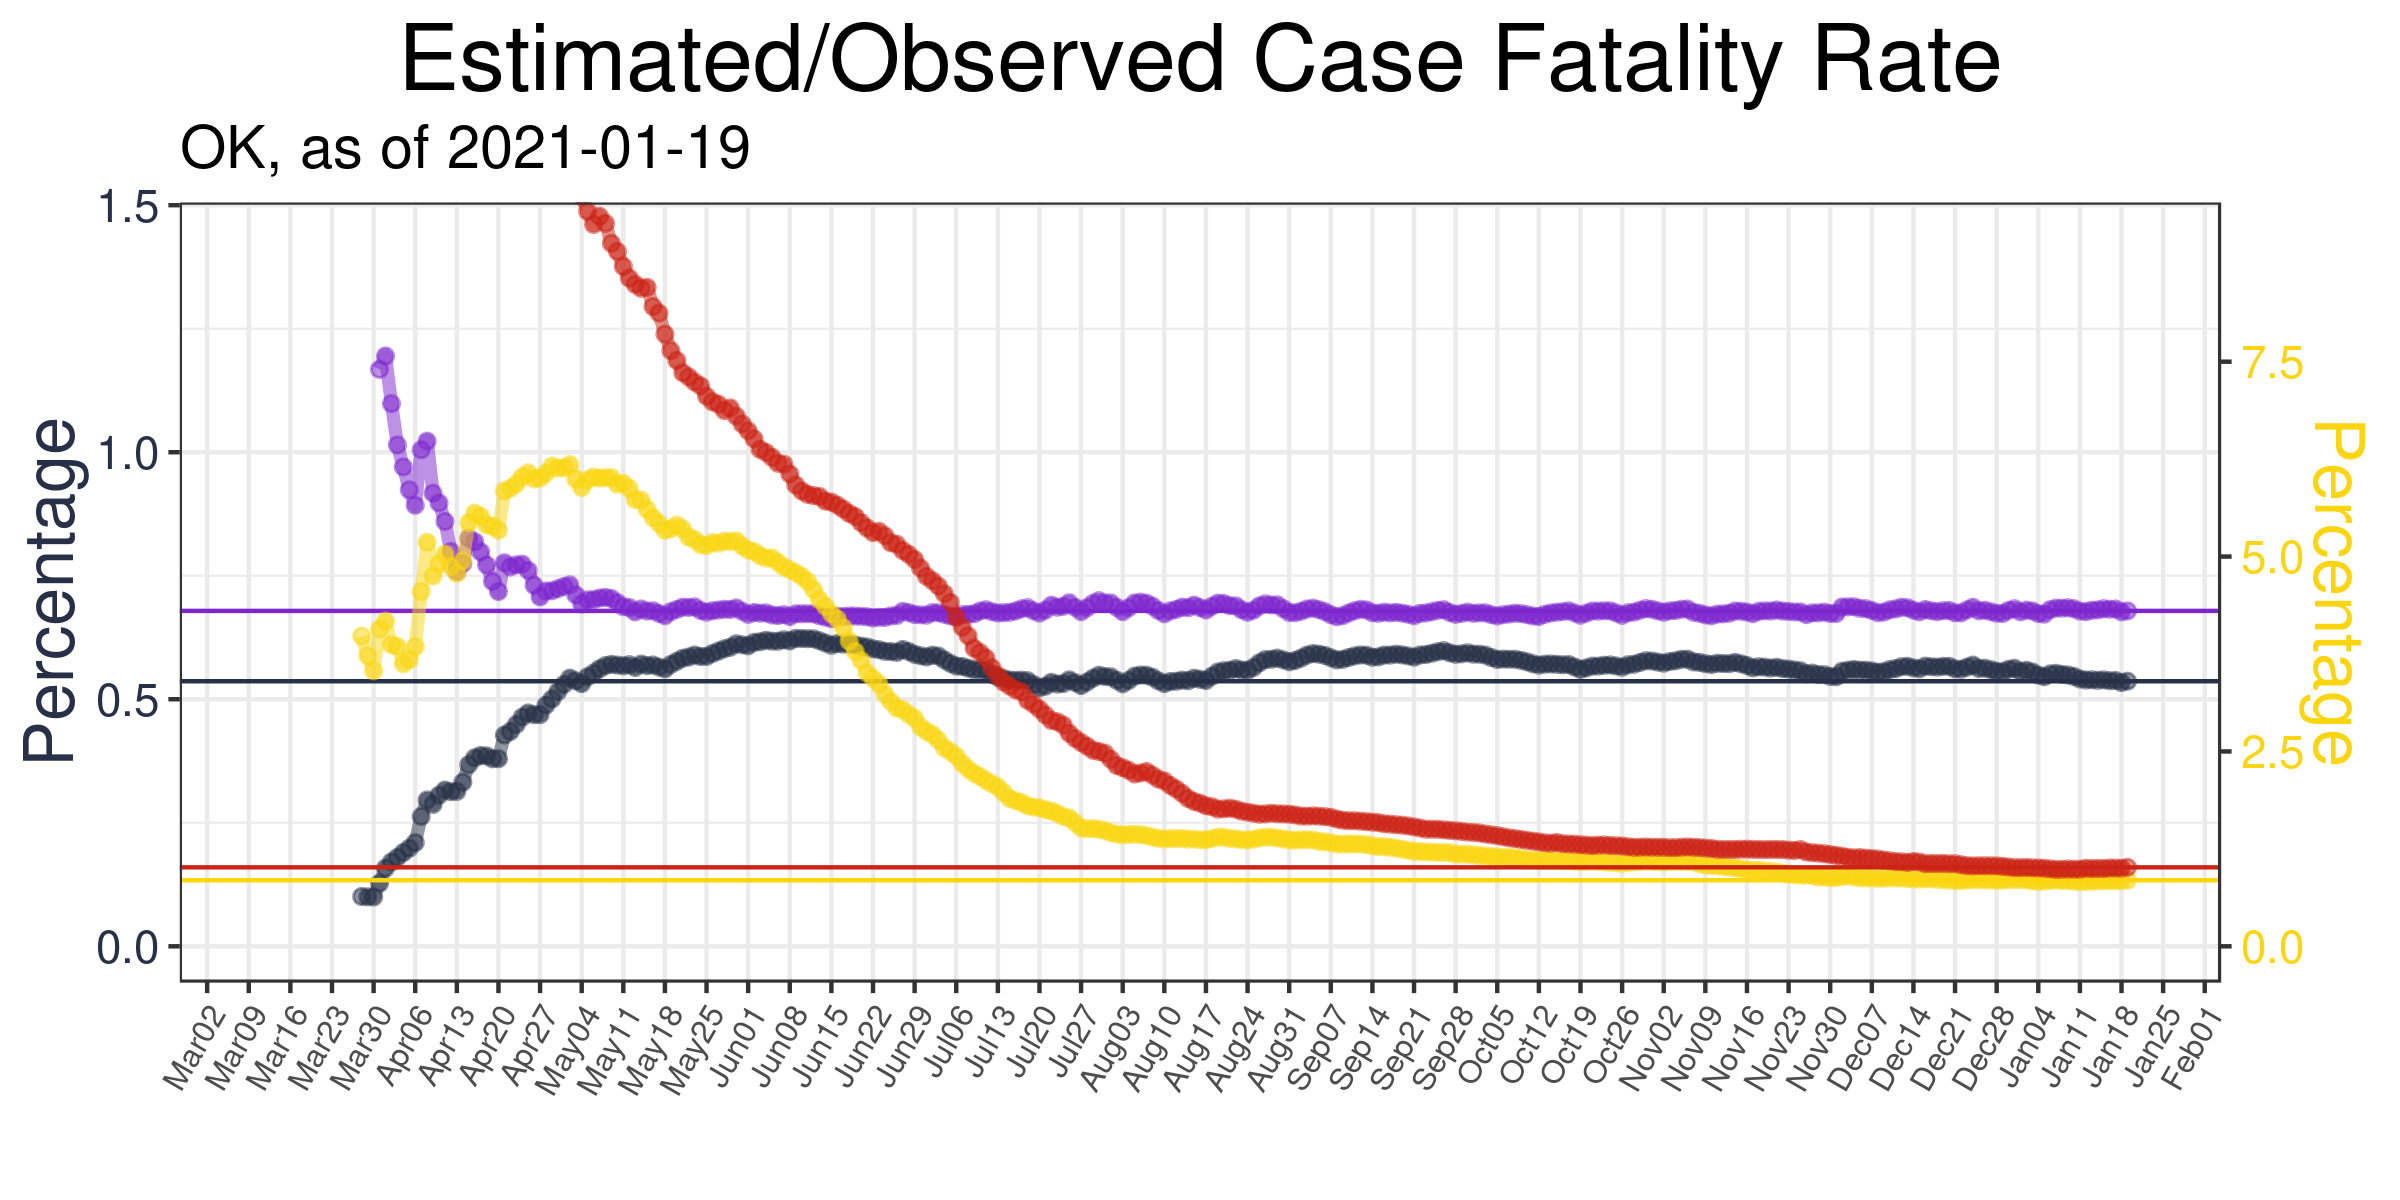 Estimated/Observed Case Fatality Rate
OK, as of 2021-01-19
Percentage
1.5
1.0
0.5
0.0
7.5
5.0
2.5
0.0
Percentage
Mar02
Mar09
Mar16
Mar23
Mar30
Apr06
Apr13
Apr20
Apr27
May04
May11
May18
May25
Jun01
Jun08
Jun15
Jun22
Jun29
Jul06
Jul13
Jul20
Jul27
Aug03
Aug10
Aug17
Aug24
Aug31
Sep07
Sep14
Sep21
Sep28
Oct05
Oct12
Oct19
Oct26
Nov02
Nov09
Nov16
Nov23
Nov30
Dec07
Dec14
Dec21
Dec28
Jan04
Jan11
Jan18
Jan25
Feb01